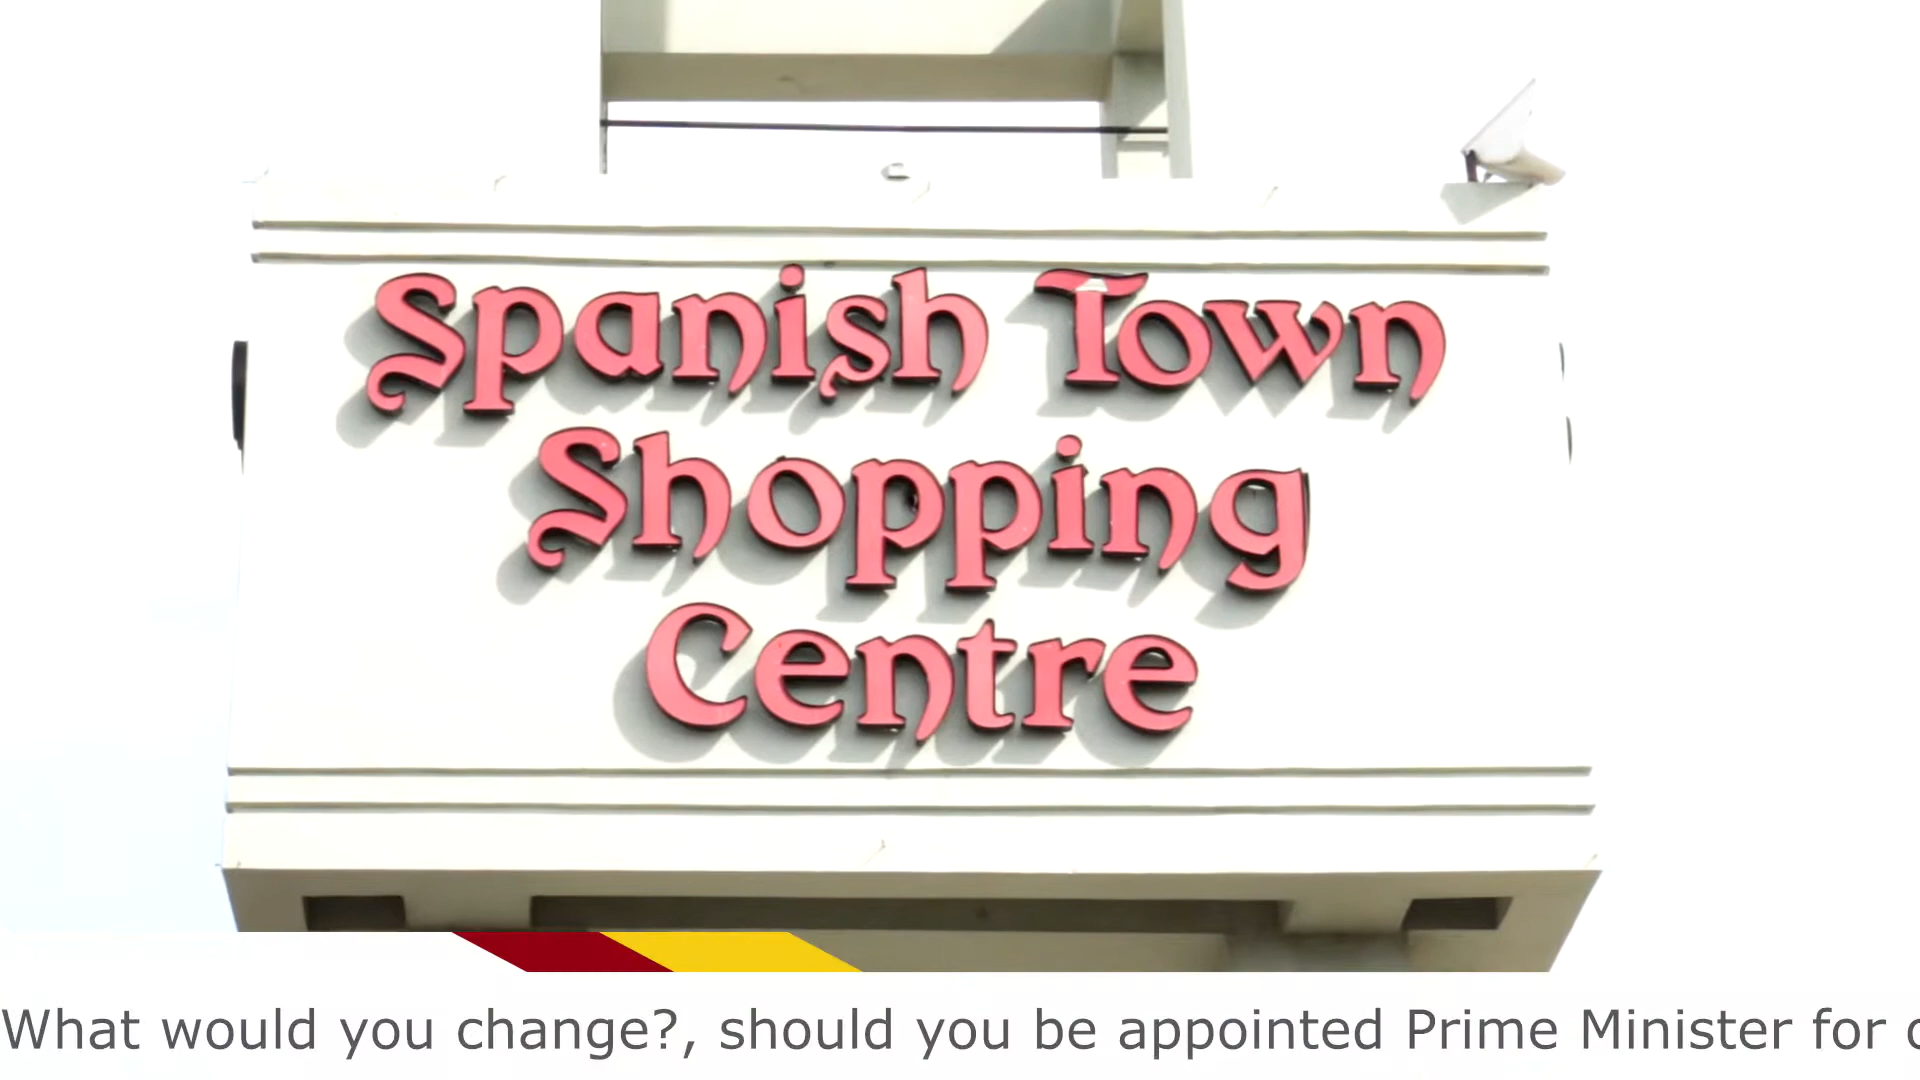 Spanish Town
Shopping
Centre
What would you change?, should you be appointed Prime Minister for